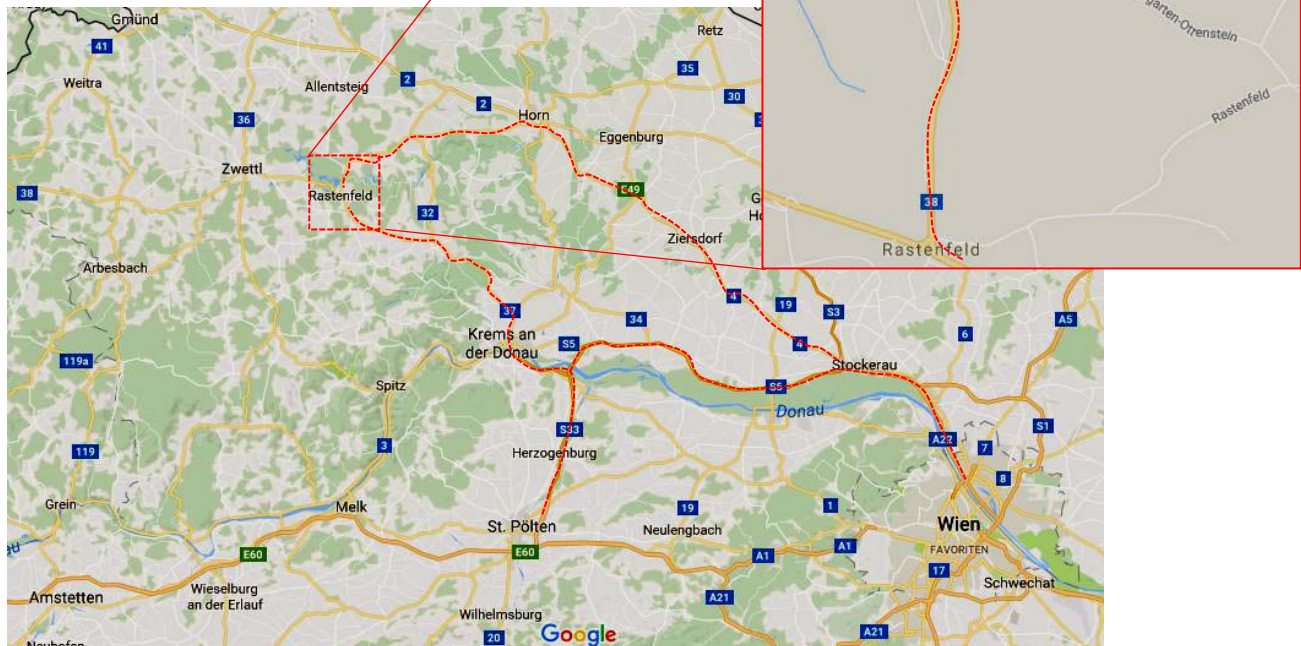 Gmünd
41
Weitra
Allentsteig
2
2
Horn
Retz
35
30
36
Eggenburg
Zwettl
38
Rastenfeld
32
E49
Ziersdorf
Arbesbach
37
4
19
S3
Krems an
der Donau
S5
34
4
6
A5
Stockerau
119a
Spitz
S5
Donau
3
S33
A22
7
S1
119
Herzogenburg
8
Grein
Melk
St. Pölten
19
Neulengbach
1
Wien
FAVORITEN
E60
E60
A1
A1
17
Schwechat
Amstetten
Wieselburg
an der Erlauf
A21
Wilhelmsburg
20
Google
A21
garten-Ottenstein
Rastenfeld
38
Rastenfeld